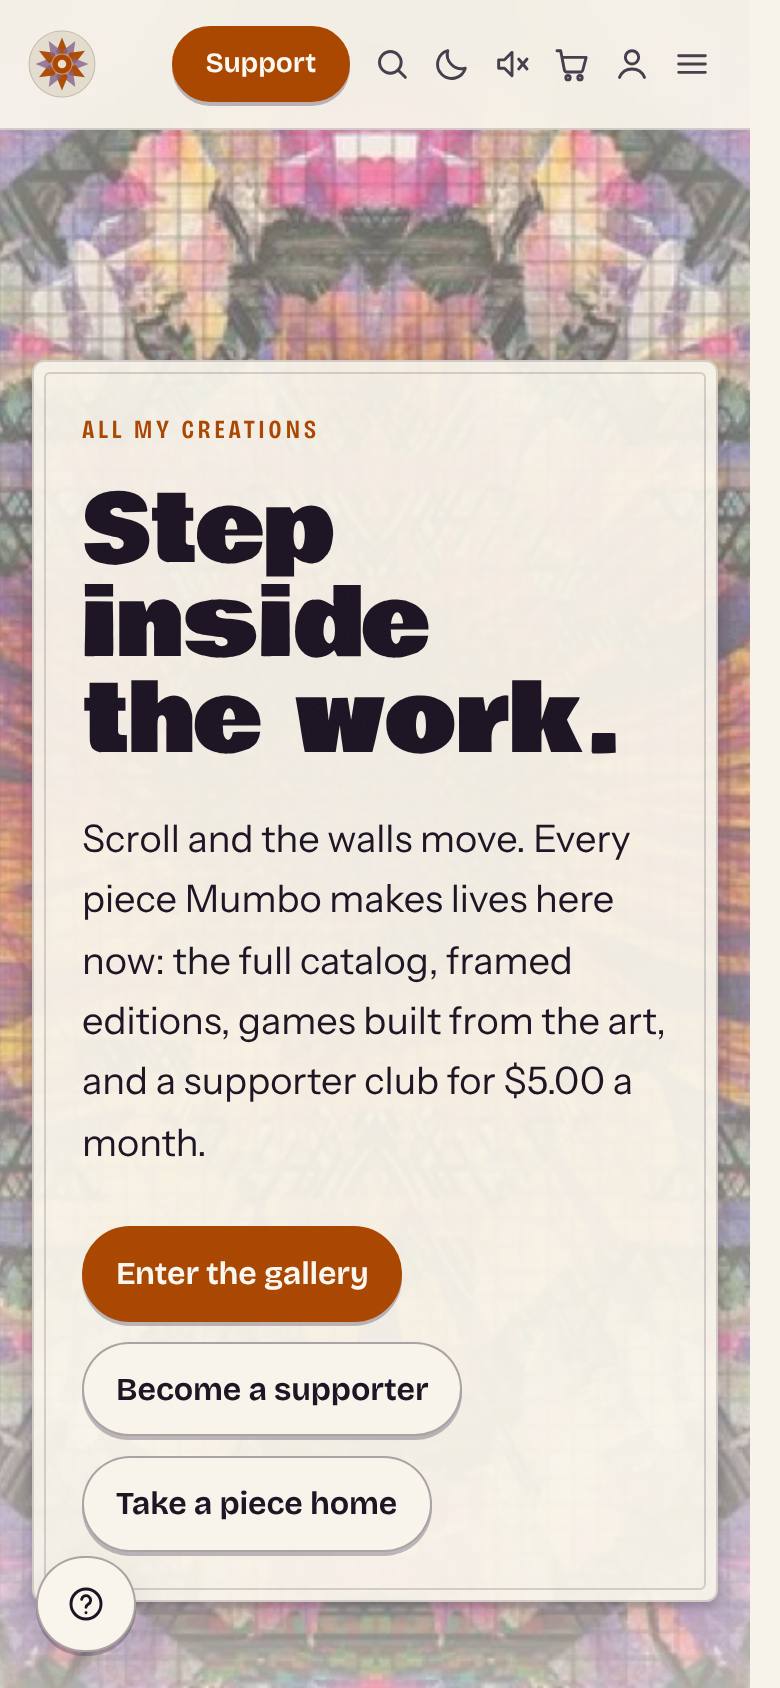 Support
ALL MY CREATIONS
Step
inside
the work.
Scroll and the walls move. Every
piece Mumbo makes lives here
now: the full catalog, framed
editions, games built from the art,
and a supporter club for $5.00 a
month.
Enter the gallery
Become a supporter
Take a piece home